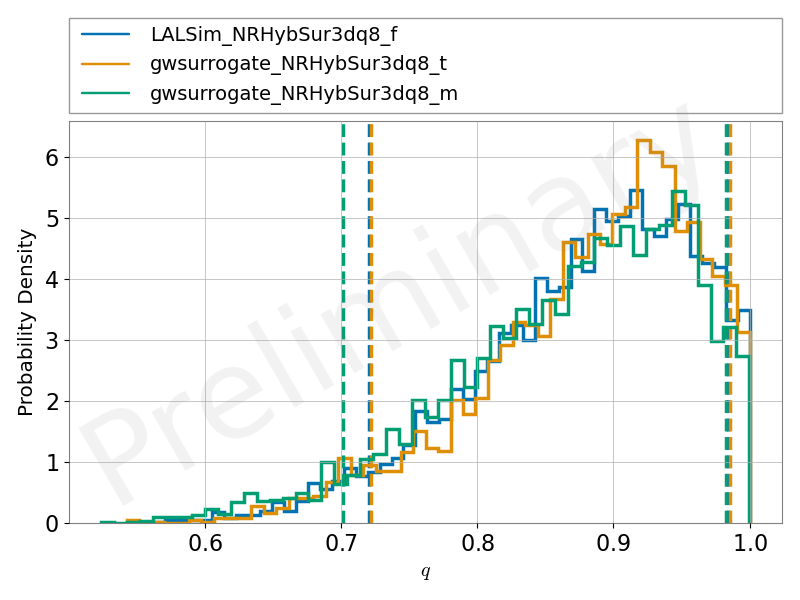 LALSim_NRHybSur3dq8_f
gwsurrogate_NRHybSur3dq8_t
gwsurrogate_NRHybSur3dq8_m
Preliminary
Probability Density
6
5
4
3
2
1
0
0.6 0.7 0.8 0.9 1.0
q